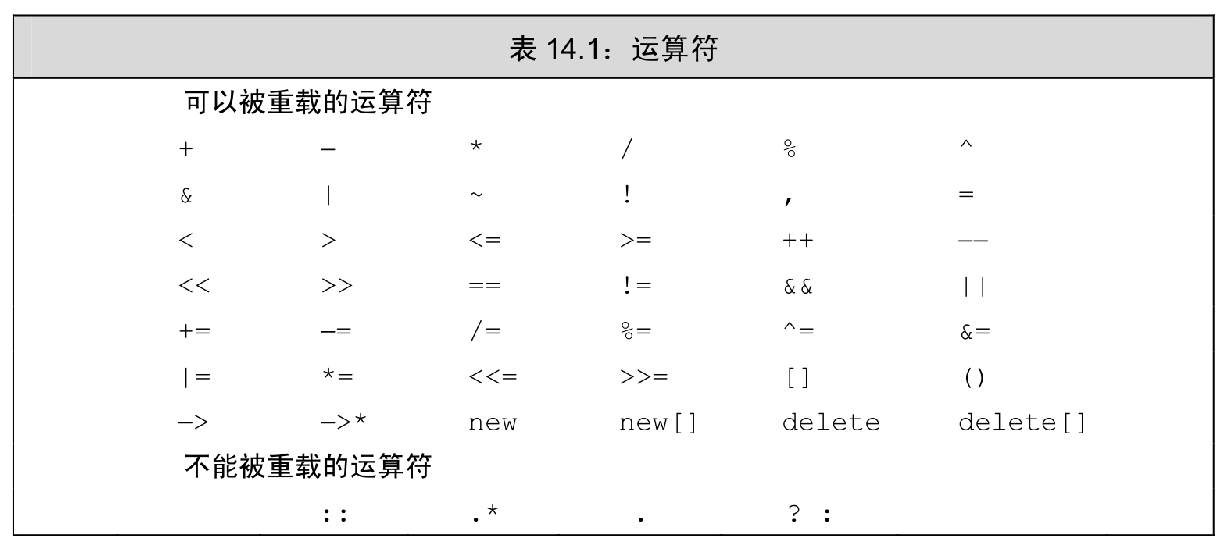 表 14.1：运算符
可以被重载的运算符
+ – * / % ^
& | ~ ! , =
< > <= >= ++ ––
<< >> == != && ||
+= –= /= %= ^= &=
|= *= <<= >>= [] ()
–> –>* new new[] delete delete[]
不能被重载的运算符
:: .* . ? :